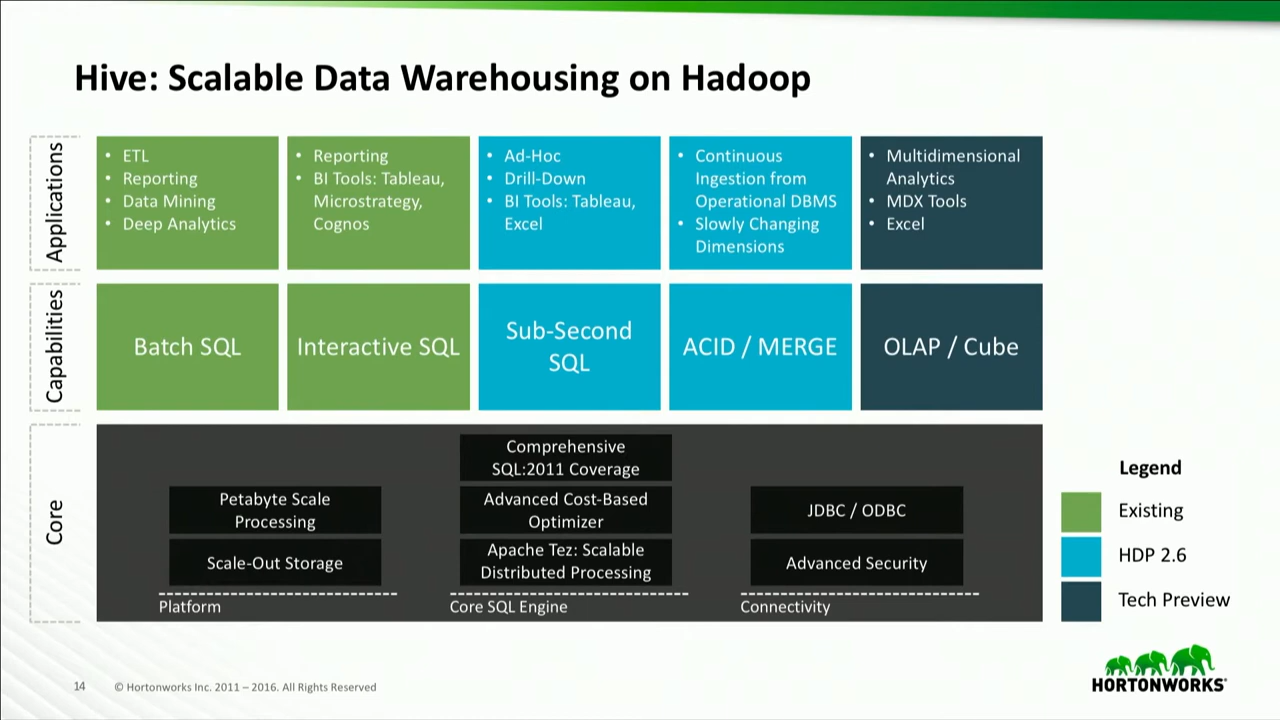 Hive: Scalable Data Warehousing on Hadoop
Applications
• ETL
• Reporting
• Data Mining
• Deep Analytics
• Reporting
• BI Tools: Tableau,
Microstrategy,
Cognos
• Ad-Hoc
• Drill-Down
• BI Tools: Tableau,
Excel
• Continuous
Ingestion from
Operational DBMS
• Slowly Changing
Dimensions
• Multidimensional
Analytics
• MDX Tools
• Excel
Capabilities
Batch SQL
Interactive SQL
Sub-Second
SQL
ACID / MERGE
OLAP / Cube
Core
Petabyte Scale
Processing
Scale-Out Storage
Platform
Comprehensive
SQL:2011 Coverage
Advanced Cost-Based
Optimizer
Apache Tez: Scalable
Distributed Processing
Core SQL Engine
JDBC / ODBC
Advanced Security
Connectivity
Legend
Existing
HDP 2.6
Tech Preview
14
© Hortonworks Inc. 2011 – 2016. All Rights Reserved
HORTONWORKS